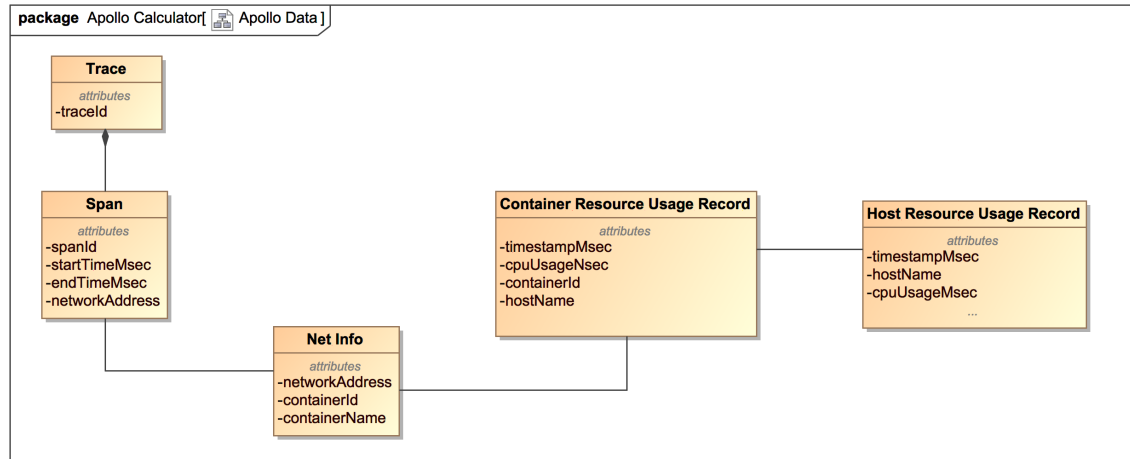 package Apollo Calculator[ Apollo Data ]
Trace
attributes
-traceId
Span
attributes
-spanId
-startTimeMsec
-endTimeMsec
-networkAddress
Net Info
attributes
-networkAddress
-containerId
-containerName
Container Resource Usage Record
attributes
-timestampMsec
-cpuUsageNsec
-containerId
-hostName
Host Resource Usage Record
attributes
-timestampMsec
-hostName
-cpuUsageMsec
...